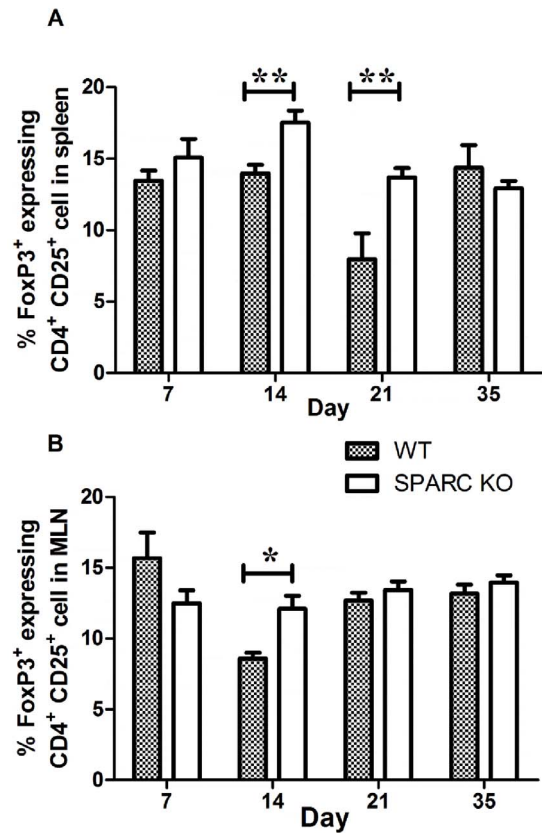 A
** **
% FoxP3⁺ expressing
CD4⁺ CD25⁺ cell in spleen
20
15
10
5
0
7 14 21 35
Day
B
WT
SPARC KO
% FoxP3⁺ expressing
CD4⁺ CD25⁺ cell in MLN
20
15
10
5
0
*
7 14 21 35
Day